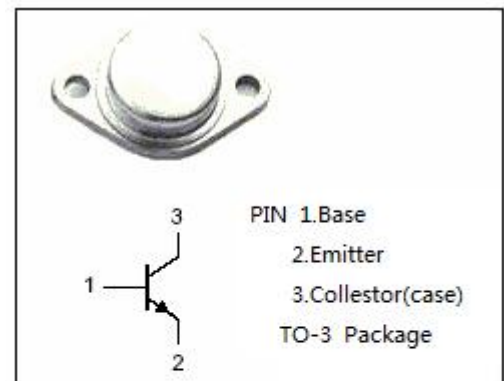 3
PIN 1.Base
2.Emitter
1
3.Collestor(case)
TO-3 Package
2